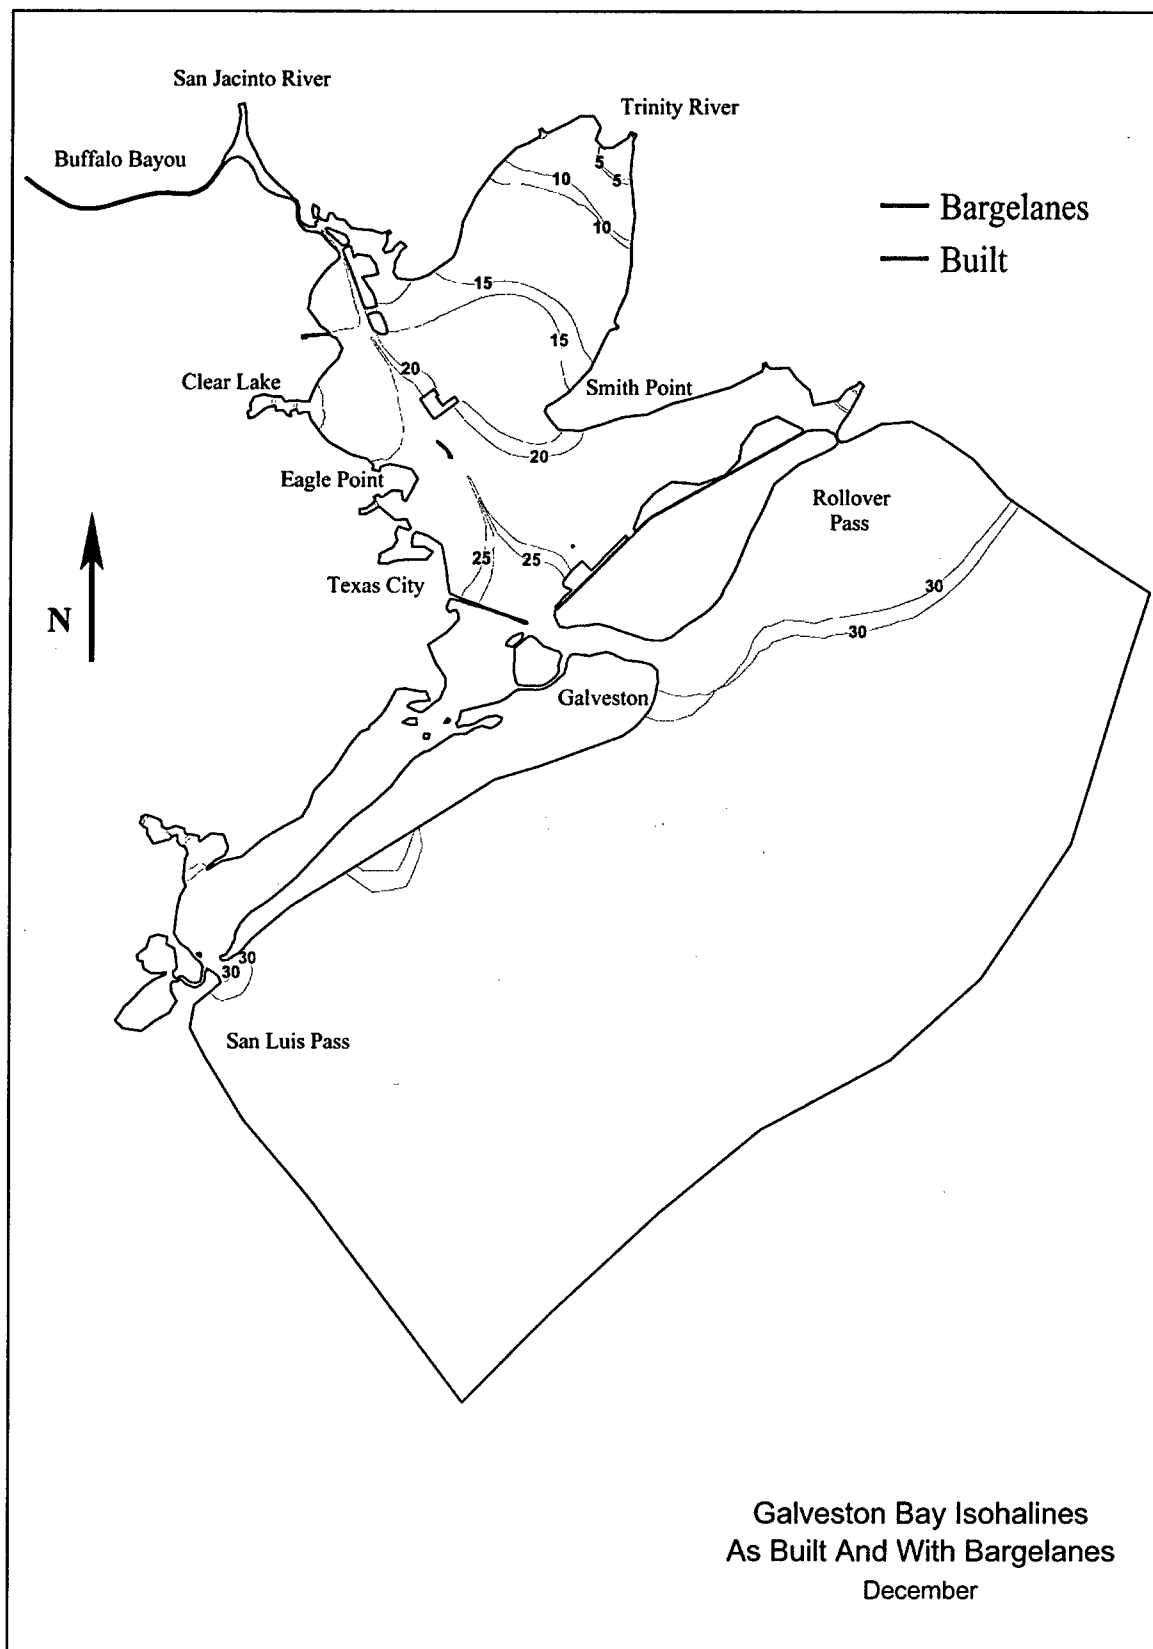 San Jacinto River
Trinity River
Buffalo Bayou
5
5
10
10
Bargelanes
Built
15
15
20
Clear Lake
Smith Point
20
Eagle Point
Rollover
Pass
25
25
Texas City
30
30
N
Galveston
30
30
San Luis Pass
Galveston Bay Isohalines
As Built And With Bargelanes
December